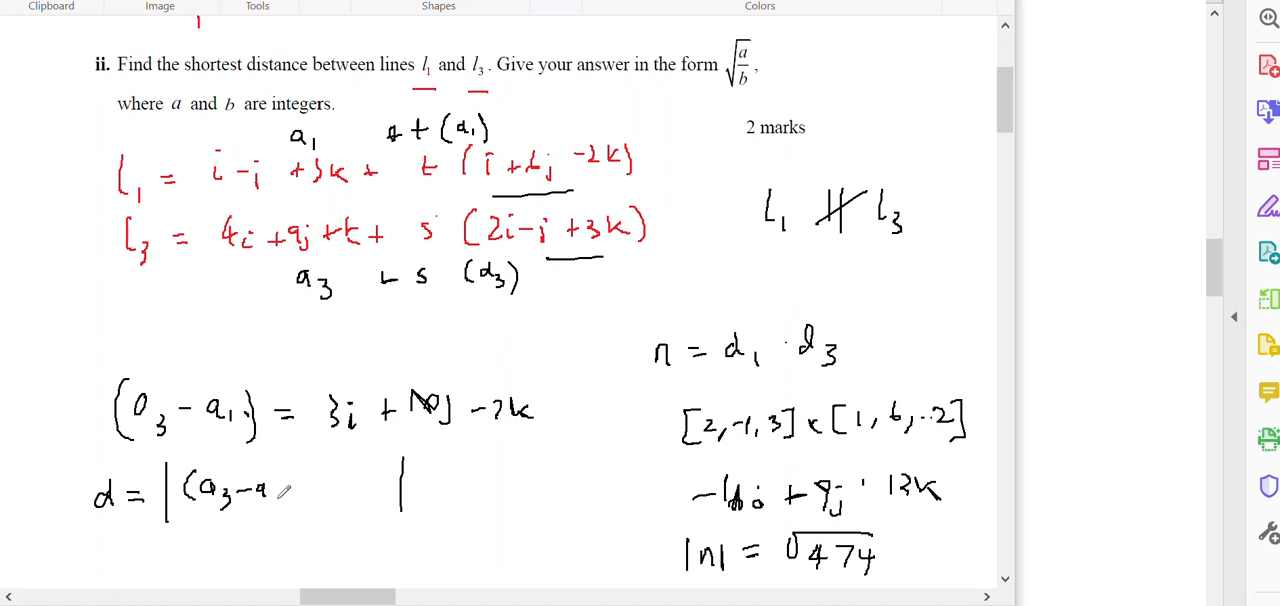 Clipboard Image Tools Shapes Colors
ii. Find the shortest distance between lines l₁ and l₃. Give your answer in the form √(a/b),
where a and b are integers.
2 marks
a₁ + t (d₁)
l₁ = i - j + 3k + t (i + 6j - 2k)
l₁ ∦ l₃
l₃ = 4i + 9j + k + s (2i - j + 3k)
a₃ + s (d₃)
n = d₁ · d₃
(a₃ - a₁) = 3i + 10j - 2k
[2, -1, 3] × [1, 6, -2]
d = | (a₃ - a |
-16i + 7j · 13k
|n| = √474